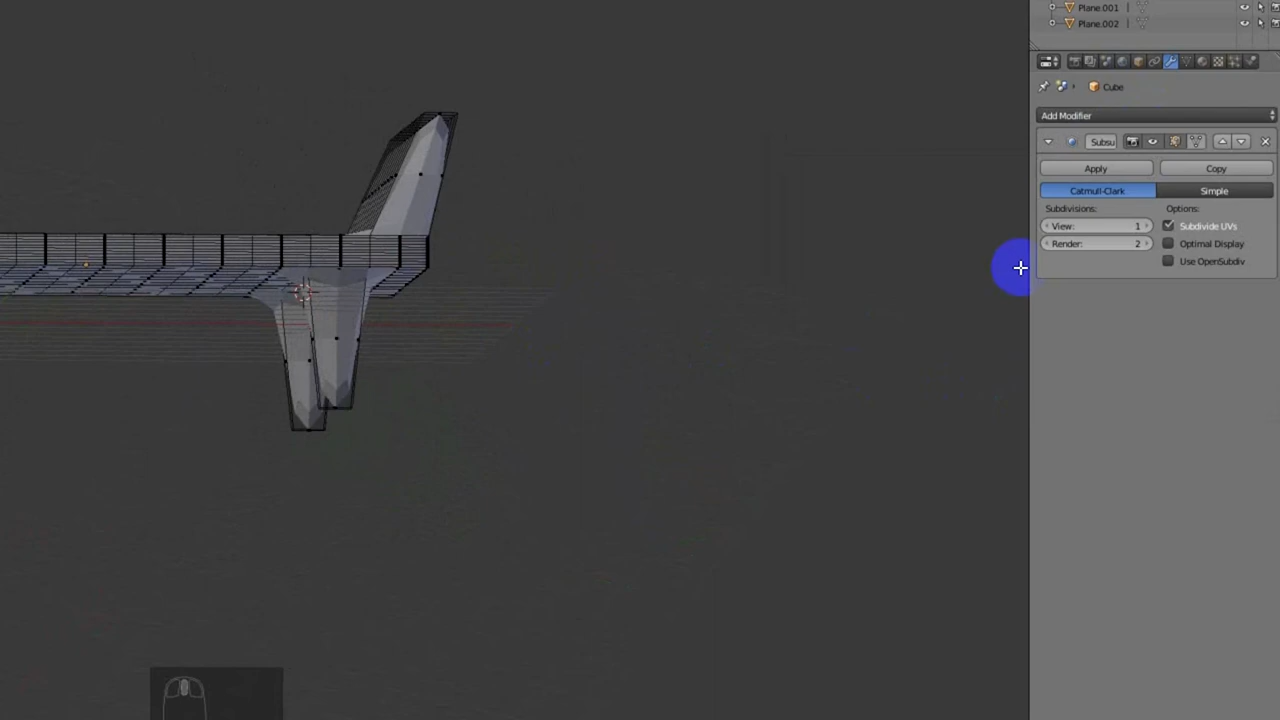 Plane.001
Plane.002
Cube
Add Modifier
Subsu
Apply Copy
Catmull-Clark Simple
Subdivisions: Options:
View: 1 Subdivide UVs
Render: 2 Optimal Display
Use OpenSubdiv